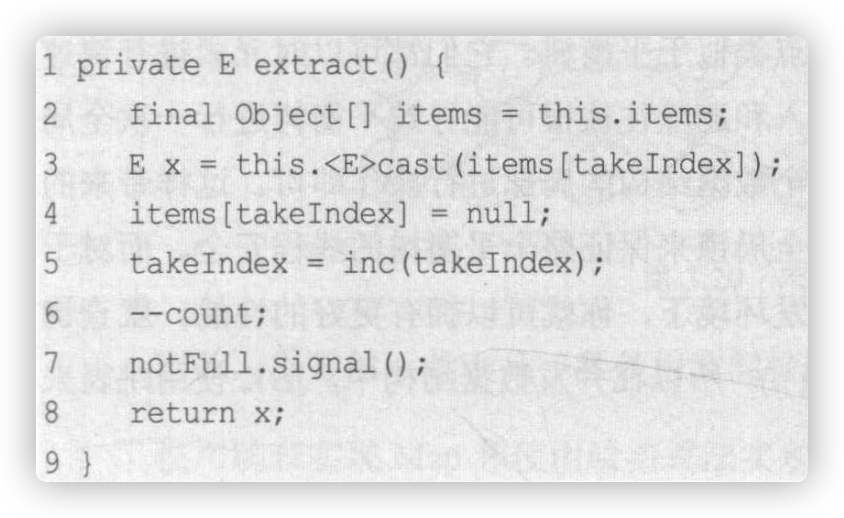 1 private E extract() {
2    final Object[] items = this.items;
3    E x = this.<E>cast(items[takeIndex]);
4    items[takeIndex] = null;
5    takeIndex = inc(takeIndex);
6    --count;
7    notFull.signal();
8    return x;
9 }